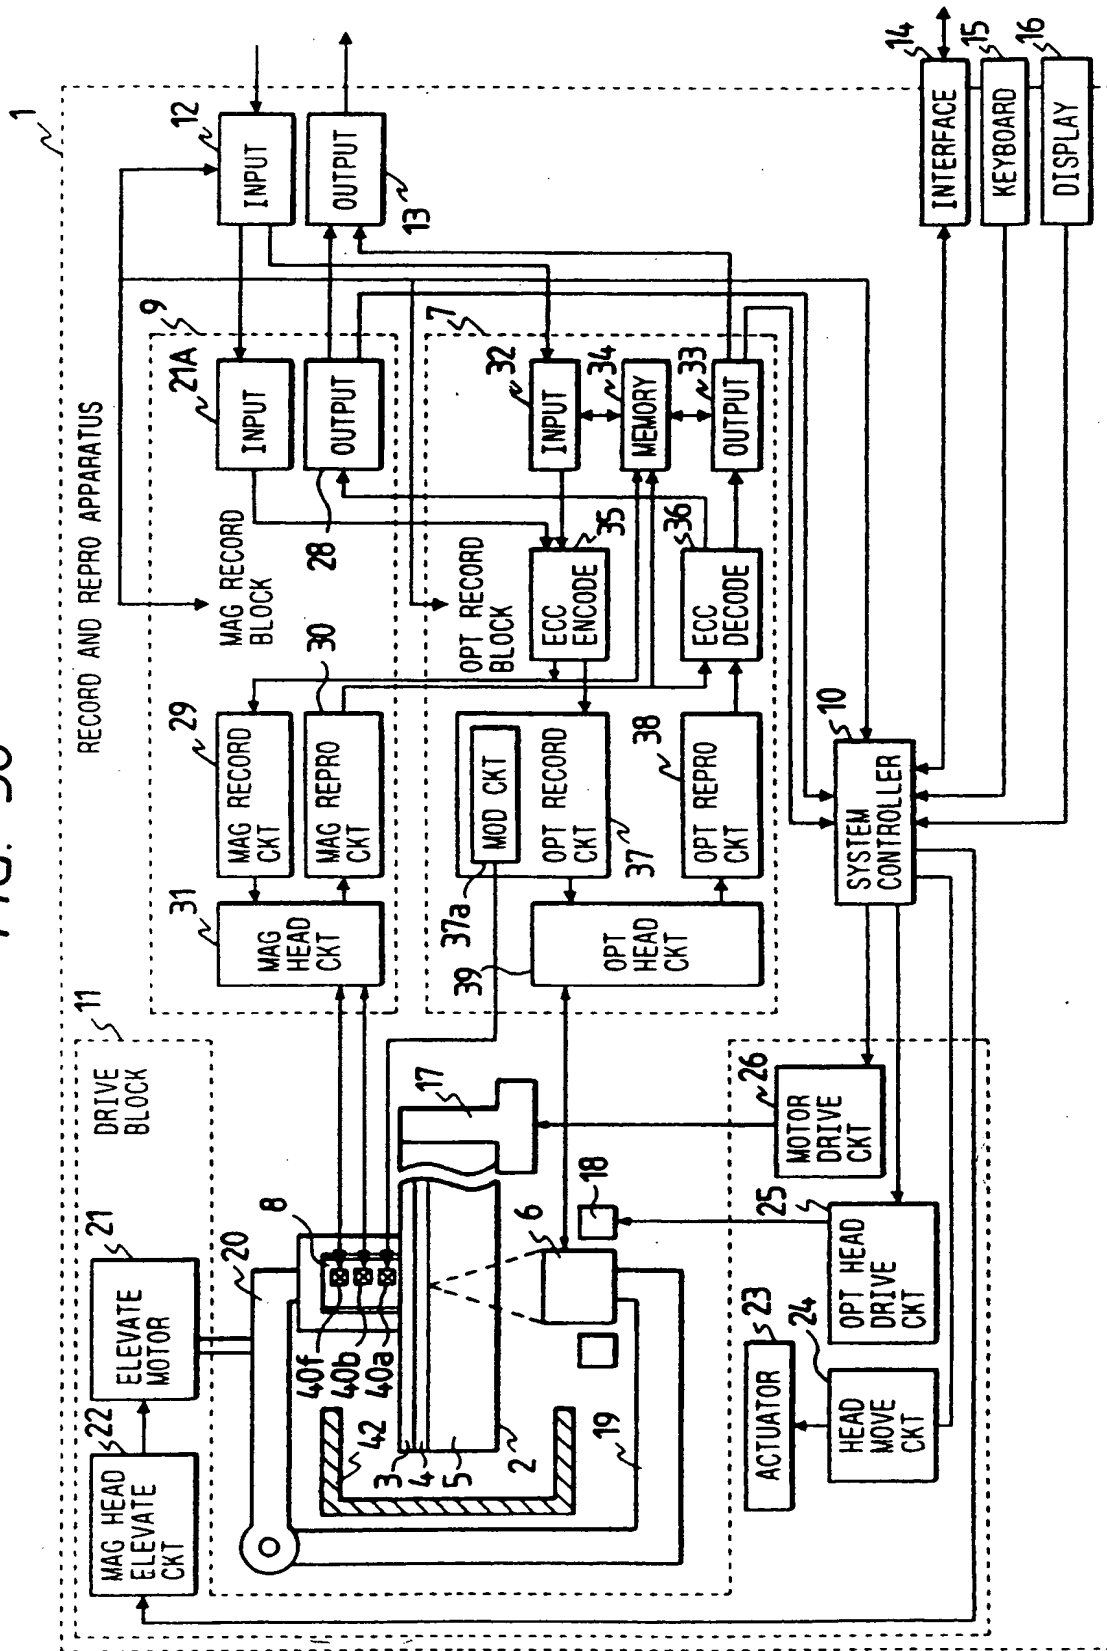 FIG.
1
RECORD AND REPRO APPARATUS
11
DRIVE
BLOCK
22
MAG HEAD
ELEVATE
CKT
21
ELEVATE
MOTOR
20
8
40f
40b
40a
42
3
4
5
2
17
6
18
19
23
ACTUATOR
24
HEAD
MOVE
CKT
25
OPT HEAD
DRIVE
CKT
26
MOTOR
DRIVE
CKT
9
MAG RECORD
BLOCK
31
MAG
HEAD
CKT
29
MAG RECORD
CKT
30
MAG REPRO
CKT
21A
INPUT
28
OUTPUT
12
INPUT
13
OUTPUT
7
OPT RECORD
BLOCK
39
OPT
HEAD
CKT
37a
MOD CKT
OPT RECORD
CKT
37
38
OPT REPRO
CKT
35
ECC
ENCODE
36
ECC
DECODE
32
INPUT
34
MEMORY
33
OUTPUT
10
SYSTEM
CONTROLLER
14
INTERFACE
15
KEYBOARD
16
DISPLAY